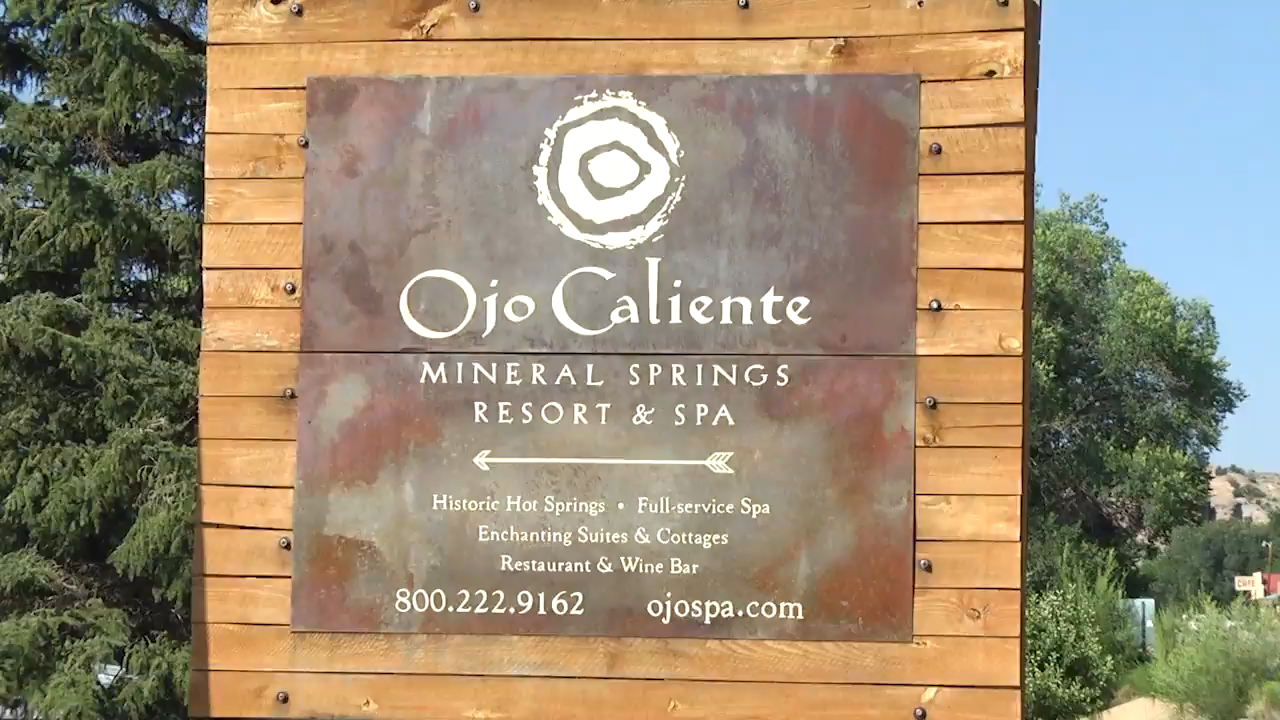 Ojo Caliente
MINERAL SPRINGS
RESORT & SPA
Historic Hot Springs • Full-service Spa
Enchanting Suites & Cottages
Restaurant & Wine Bar
800.222.9162 ojospa.com
CAFE